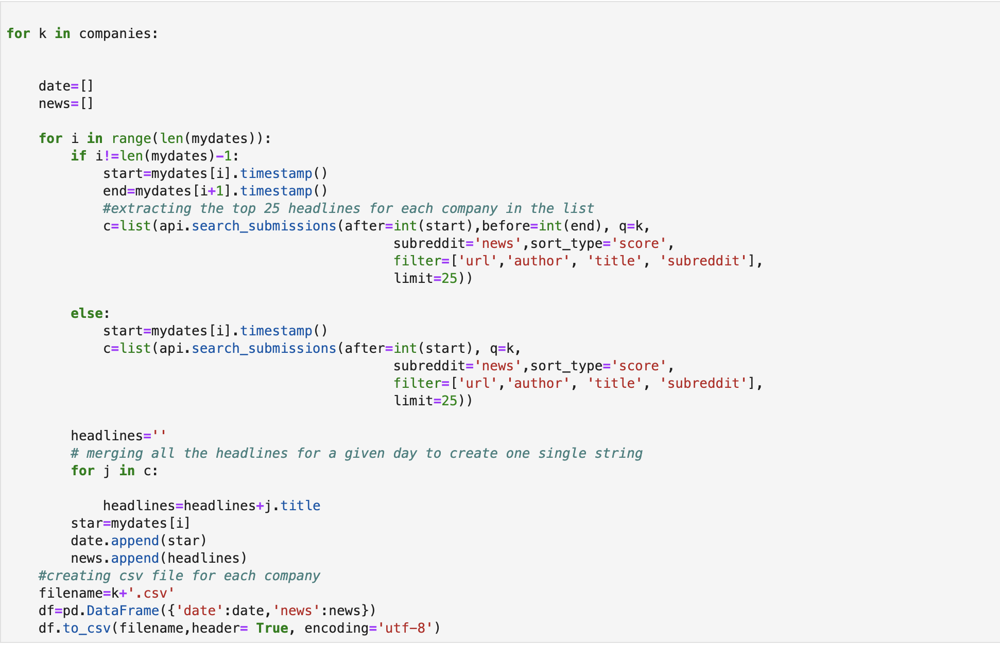 for k in companies:
date=[]
news=[]
for i in range(len(mydates)):
if i!=len(mydates)-1:
start=mydates[i].timestamp()
end=mydates[i+1].timestamp()
#extracting the top 25 headlines for each company in the list
c=list(api.search_submissions(after=int(start),before=int(end), q=k,
subreddit='news',sort_type='score',
filter=['url','author', 'title', 'subreddit'],
limit=25))
else:
start=mydates[i].timestamp()
c=list(api.search_submissions(after=int(start), q=k,
subreddit='news',sort_type='score',
filter=['url','author', 'title', 'subreddit'],
limit=25))
headlines=''
# merging all the headlines for a given day to create one single string
for j in c:
headlines=headlines+j.title
star=mydates[i]
date.append(star)
news.append(headlines)
#creating csv file for each company
filename=k+'.csv'
df=pd.DataFrame({'date':date,'news':news})
df.to_csv(filename,header= True, encoding='utf-8')